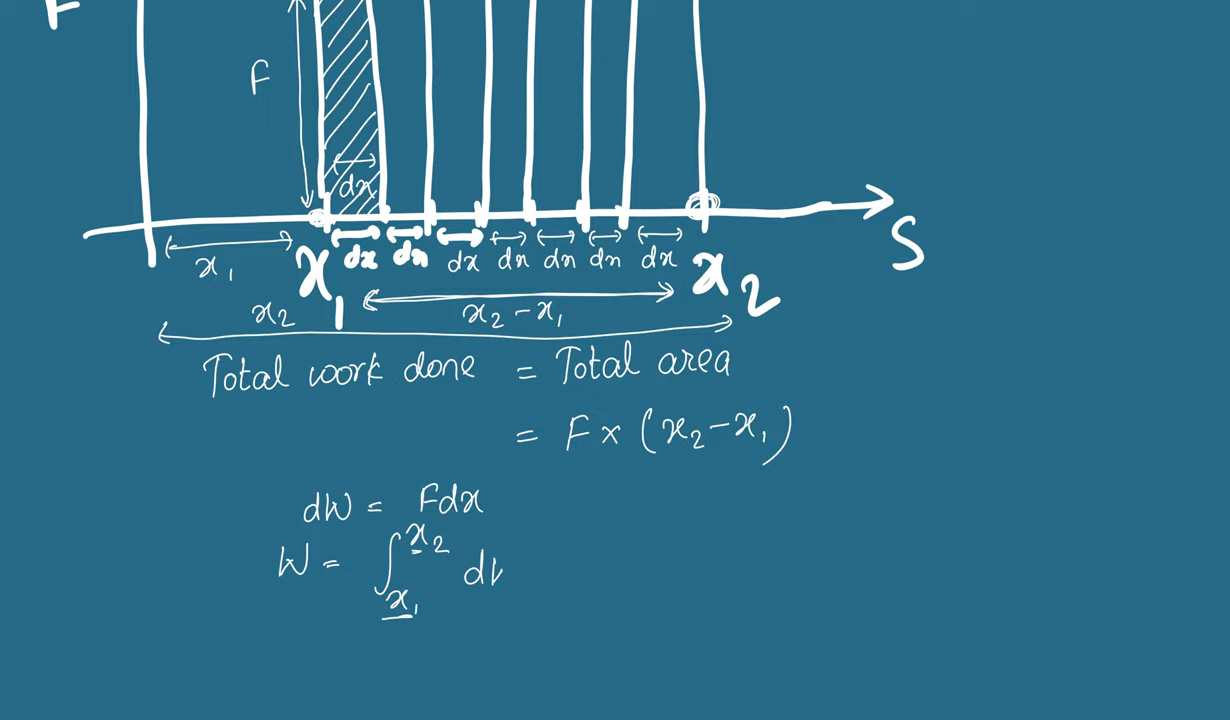 F
F
dx
x₁ dx dx dx dx dx dx dx
x₁ x₂ S
x₂ x₂ - x₁
Total work done = Total area
= F × (x₂ - x₁)
dW = Fdx
W = ∫ₓ₁ˣ² d